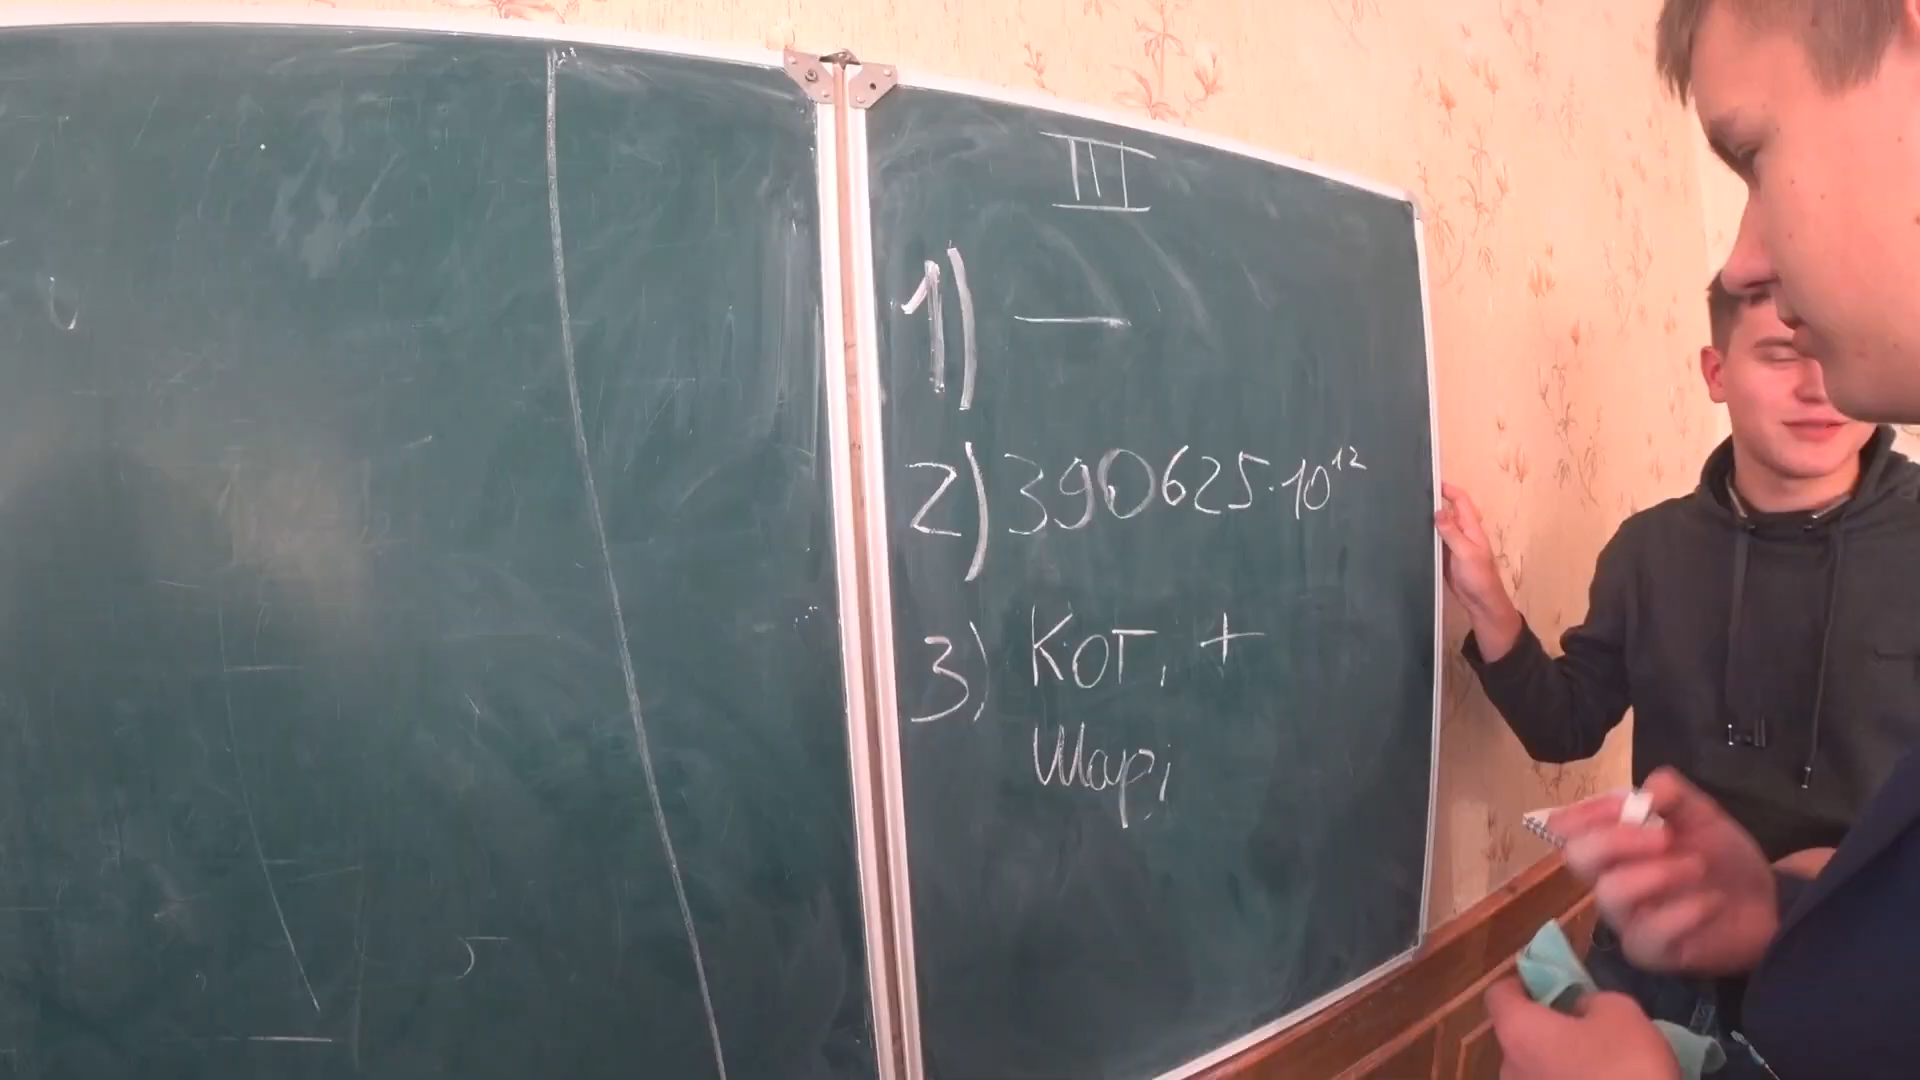 III
1) —
2) 390625·10¹²
3) Кот, +
Шарі